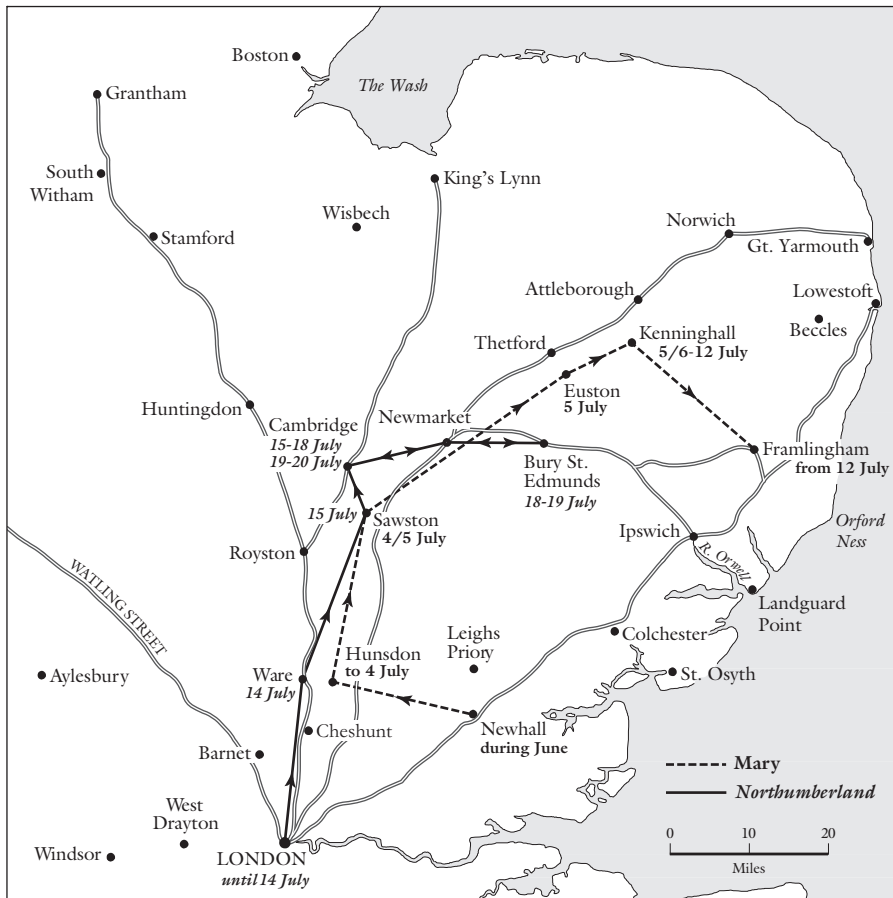 Boston
The Wash
Grantham
South
Witham
King's Lynn
Wisbech
Stamford
Norwich
Gt. Yarmouth
Attleborough
Lowestoft
Beccles
Kenninghall
5/6-12 July
Thetford
Euston
5 July
Huntingdon
Cambridge
15-18 July
19-20 July
Newmarket
Bury St.
Edmunds
18-19 July
Framlingham
from 12 July
15 July
Sawston
4/5 July
Orford
Ness
Ipswich
R. Orwell
Royston
WATLING STREET
Landguard
Point
Colchester
Leighs
Priory
Hunsdon
to 4 July
Ware
14 July
St. Osyth
Aylesbury
Newhall
during June
Cheshunt
Barnet
Mary
Northumberland
West
Drayton
Windsor
LONDON
until 14 July
0 10 20
Miles